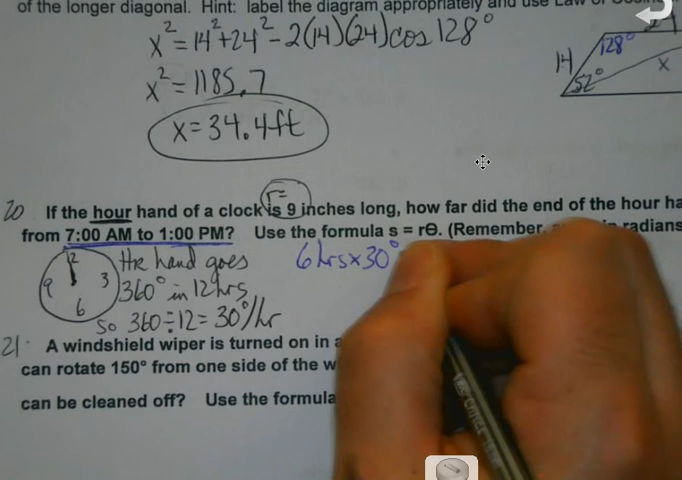 of the longer diagonal. Hint: label the diagram appropriately and use Law of
x² = 14² + 24² - 2(14)(24) cos 128°
x² = 1185.7
x = 34.4 ft
24
128°
14
x
52°
r=
20 If the hour hand of a clock is 9 inches long, how far did the end of the hour
from 7:00 AM to 1:00 PM? Use the formula s = rΘ. (Remember, in radians
12
9 3
6
Hr hand goes
360° in 12 hrs,
so 360 ÷ 12 = 30°/hr
6 hrs × 30°
21. A windshield wiper is turned on in
can rotate 150° from one side of the
can be cleaned off? Use the formula